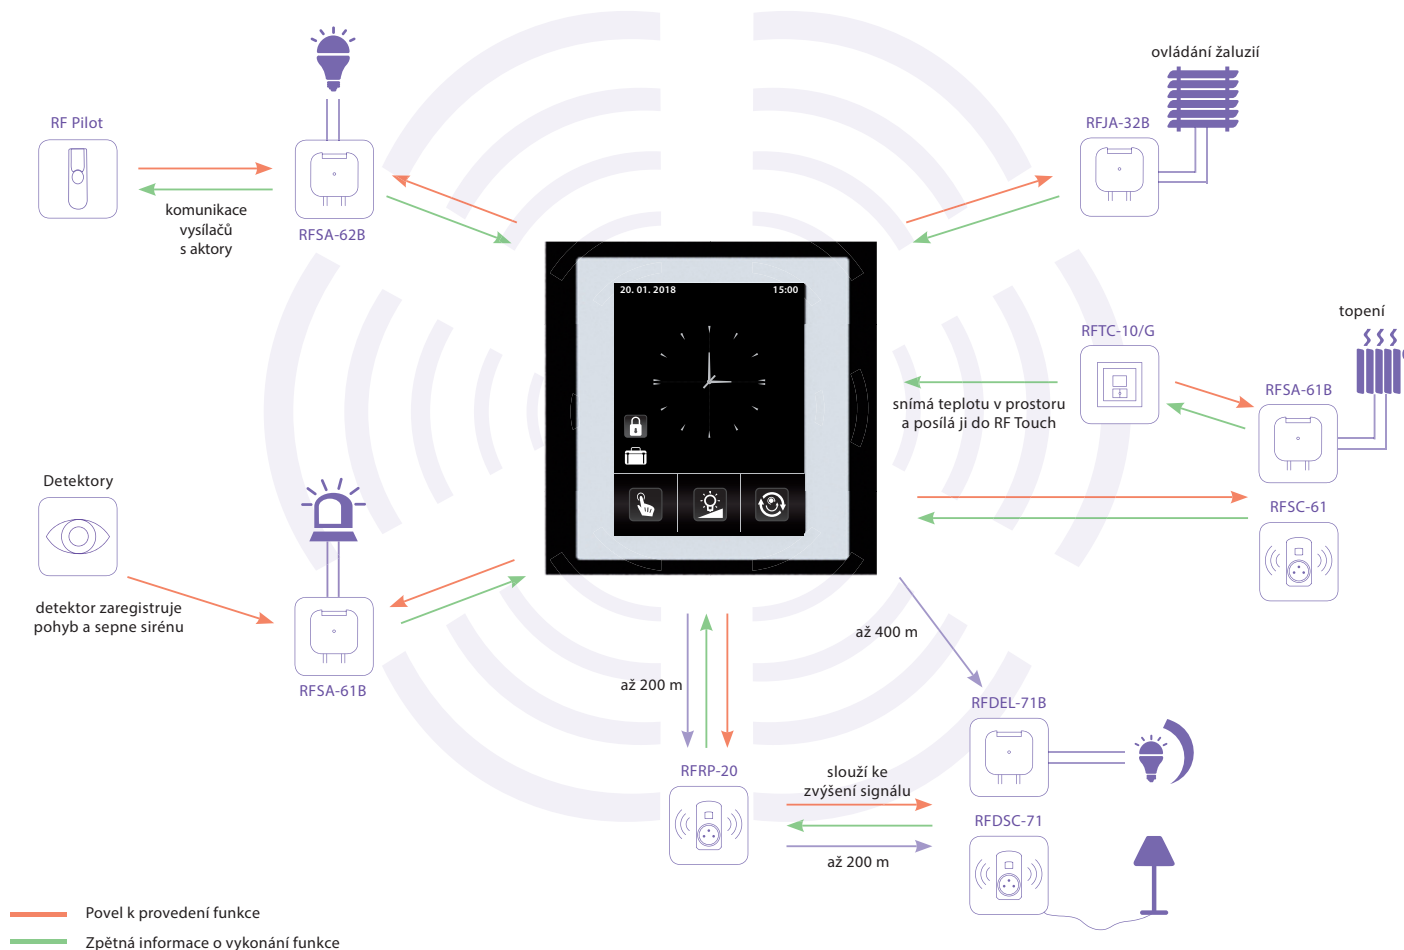 RF Pilot
komunikace
vysílačů
s aktory
RFSA-62B
ovládání žaluzií
RFJA-32B
20. 01. 2018
15:00
RFTC-10/G
snímá teplotu v prostoru
a posílá ji do RF Touch
topení
RFSA-61B
RFSC-61
Detektory
detektor zaregistruje
pohyb a sepne sirénu
RFSA-61B
až 200 m
až 400 m
RFRP-20
slouží ke
zvýšení signálu
až 200 m
RFDEL-71B
RFDSC-71
Povel k provedení funkce
Zpětná informace o vykonání funkce